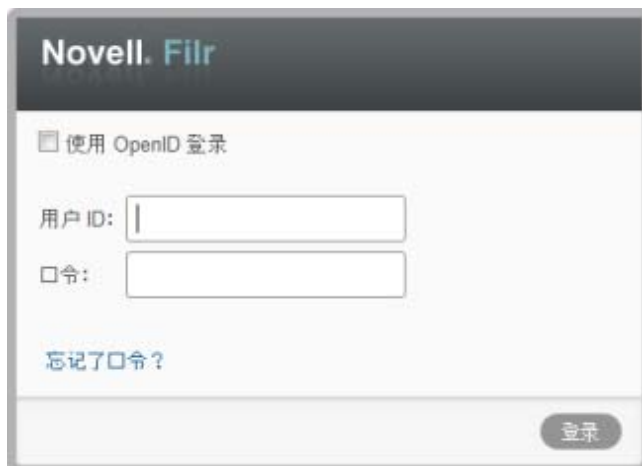 Novell. Filr
使用 OpenID 登录
用户 ID:
口令:
忘记了口令？
登录